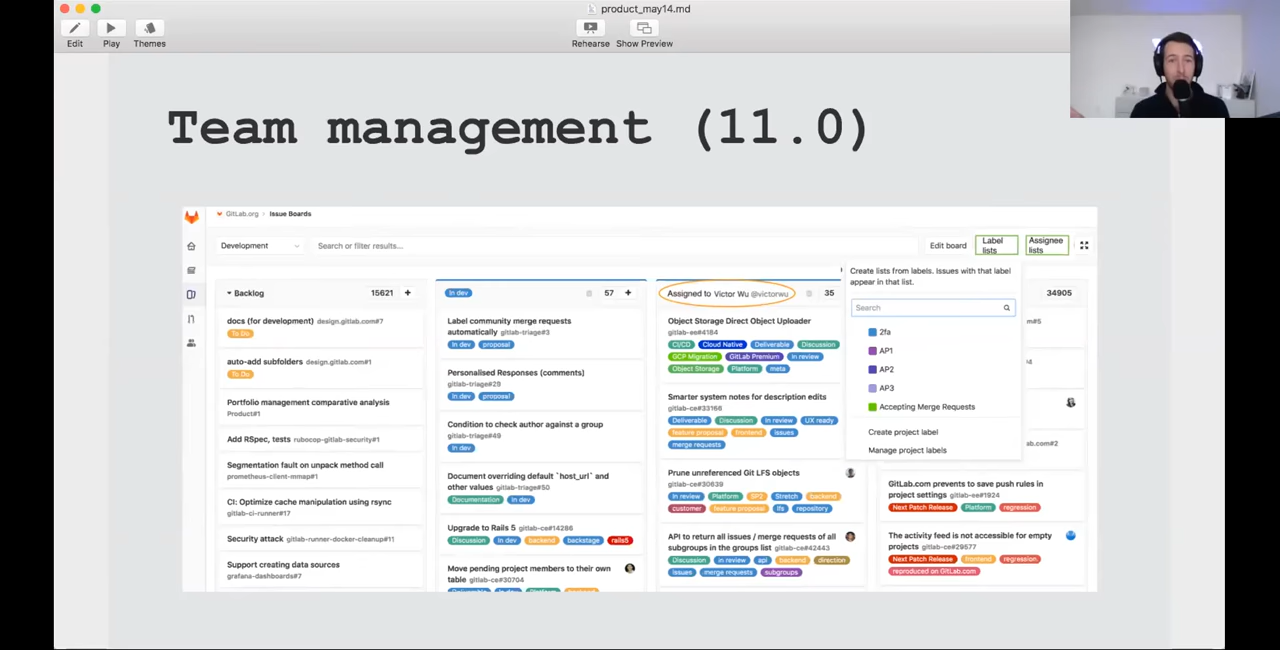 product_may14.md
Edit
Play
Themes
Rehearse
Show Preview
Team management (11.0)
GitLab.org > Issue Boards
Development
Search or filter results...
Edit board
Label lists
Assignee lists
Backlog
15621
+
docs (for development) design.gitlab.com#7
To Do
auto-add subfolders design.gitlab.com#1
To Do
Portfolio management comparative analysis
Product#1
Add RSpec, tests rubocop-gitlab-security#1
Segmentation fault on unpack method call
prometheus-client-mmap#1
CI: Optimize cache manipulation using rsync
gitlab-ci-runner#17
Security attack gitlab-runner-docker-cleanup#11
Support creating data sources
grafana-dashboards#7
In dev
57
+
Label community merge requests
automatically gitlab-triage#3
In dev proposal
Personalised Responses (comments)
gitlab-triage#29
In dev proposal
Condition to check author against a group
gitlab-triage#49
In dev
Document overriding default `host_url` and
other values gitlab-triage#50
Documentation In dev
Upgrade to Rails 5 gitlab-ce#14286
Discussion In dev backend backstage rails5
Move pending project members to their own
table gitlab-ce#30704
Assigned to Victor Wu @victorwu
35
Object Storage Direct Object Uploader
gitlab-ee#4184
CI/CD Cloud Native Deliverable Discussion
GCP Migration GitLab Premium In review
Object Storage Platform meta
Smarter system notes for description edits
gitlab-ce#33166
Deliverable Discussion In review UX ready
feature proposal frontend issues
merge requests
Prune unreferenced Git LFS objects
gitlab-ce#30639
In review Platform SP2 Stretch backend
customer feature proposal lfs repository
API to return all issues / merge requests of all
subgroups in the groups list gitlab-ce#42443
Discussion in review api backend direction
issues merge requests subgroups
Create lists from labels. Issues with that label
appear in that list.
Search
2fa
AP1
AP2
AP3
Accepting Merge Requests
Create project label
Manage project labels
34905
GitLab.com prevents to save push rules in
project settings gitlab-ee#1924
Next Patch Release Platform regression
The activity feed is not accessible for empty
projects gitlab-ce#29577
Next Patch Release frontend regression
reproduced on GitLab.com